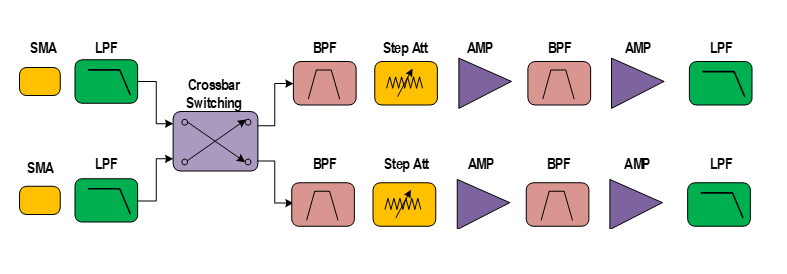 SMA LPF BPF Step Att AMP BPF AMP LPF
Crossbar
Switching
SMA LPF BPF Step Att AMP BPF AMP LPF